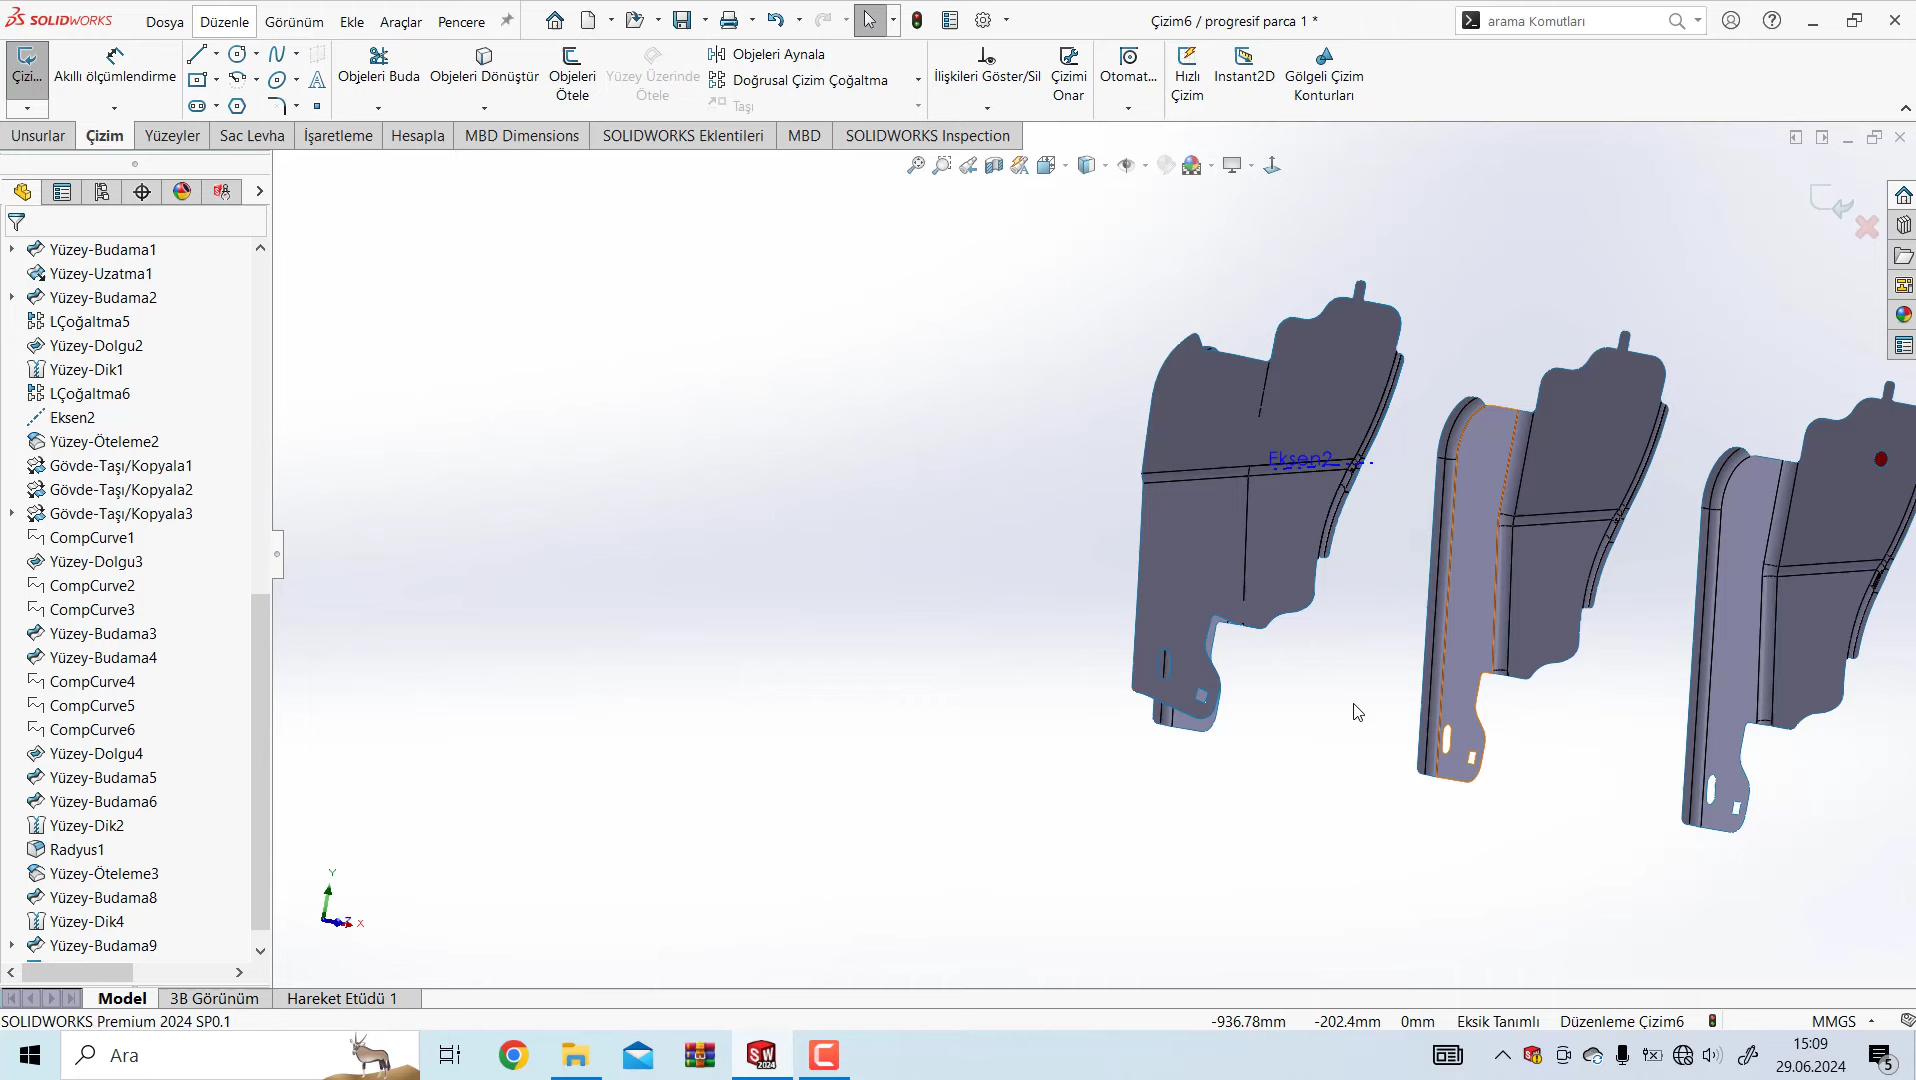 SOLIDWORKS
Dosya Düzenle Görünüm Ekle Araçlar Pencere
Çizim6 / progresif parca 1 *
arama Komutları
Çizi...
Akıllı ölçümlendirme
Objeleri Buda
Objeleri Dönüştür
Objeleri Ötele
Yüzey Üzerinde Ötele
Objeleri Aynala
Doğrusal Çizim Çoğaltma
Taşı
İlişkileri Göster/Sil
Çizimi Onar
Otomat...
Hızlı Çizim
Instant2D
Gölgeli Çizim Konturları
Unsurlar Çizim Yüzeyler Sac Levha İşaretleme Hesapla MBD Dimensions SOLIDWORKS Eklentileri MBD SOLIDWORKS Inspection
Yüzey-Budama1
Yüzey-Uzatma1
Yüzey-Budama2
LÇoğaltma5
Yüzey-Dolgu2
Yüzey-Dik1
LÇoğaltma6
Eksen2
Yüzey-Öteleme2
Gövde-Taşı/Kopyala1
Gövde-Taşı/Kopyala2
Gövde-Taşı/Kopyala3
CompCurve1
Yüzey-Dolgu3
CompCurve2
CompCurve3
Yüzey-Budama3
Yüzey-Budama4
CompCurve4
CompCurve5
CompCurve6
Yüzey-Dolgu4
Yüzey-Budama5
Yüzey-Budama6
Yüzey-Dik2
Radyus1
Yüzey-Öteleme3
Yüzey-Budama8
Yüzey-Dik4
Yüzey-Budama9
Eksen2
Y
Z X
Model 3B Görünüm Hareket Etüdü 1
SOLIDWORKS Premium 2024 SP0.1
-936.78mm -202.4mm 0mm Eksik Tanımlı Düzenleme Çizim6 MMGS
Ara
SW
2024
15:09
29.06.2024
5